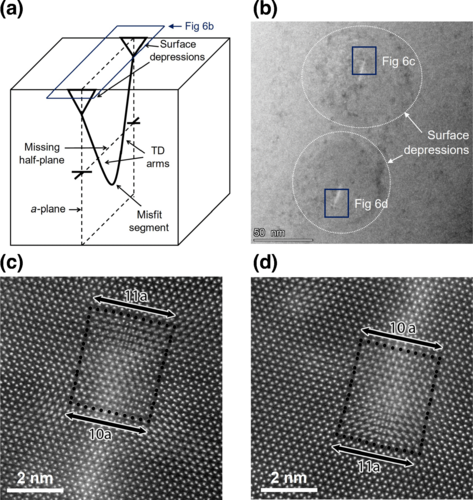 (a)
Fig 6b
Surface
depressions
Missing
half-plane
TD
arms
a-plane
Misfit
segment
(b)
Fig 6c
Surface
depressions
Fig 6d
50 nm
(c)
11a
10a
2 nm
(d)
10 a
11a
2 nm